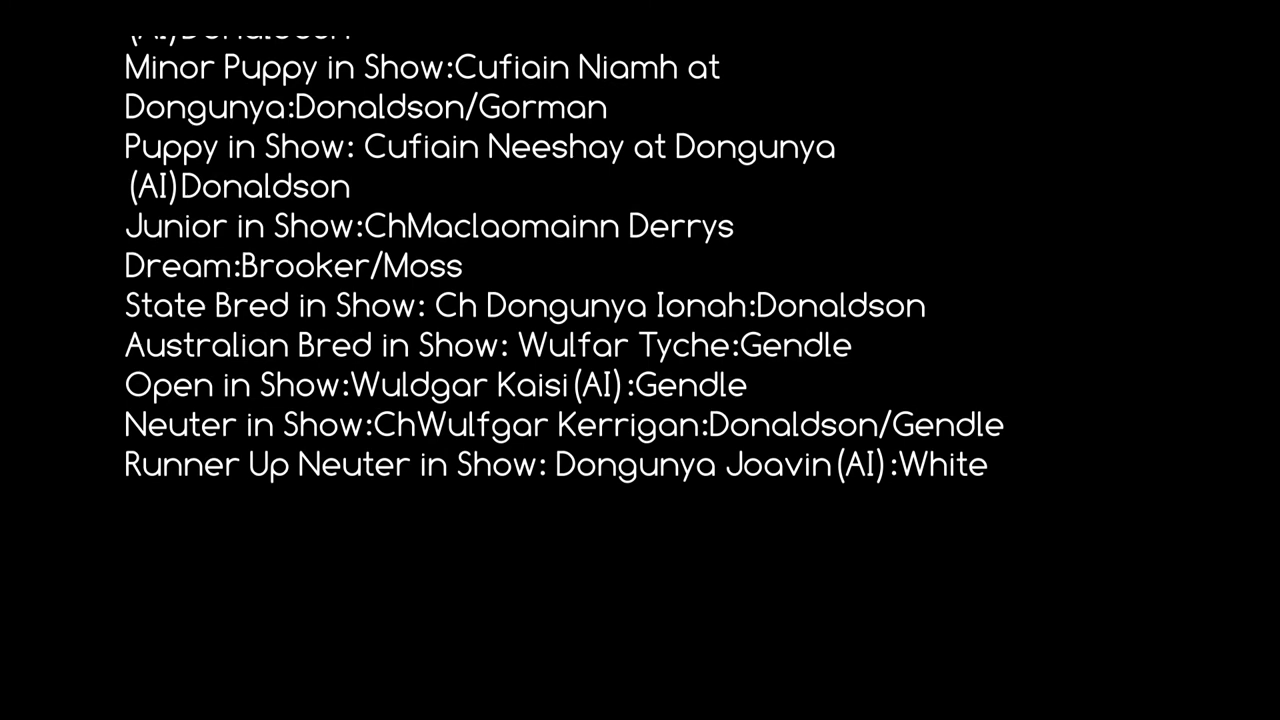 (AI)Donaldson
Minor Puppy in Show:Cufiain Niamh at
Dongunya:Donaldson/Gorman
Puppy in Show: Cufiain Neeshay at Dongunya
(AI)Donaldson
Junior in Show:ChMaclaomainn Derrys
Dream:Brooker/Moss
State Bred in Show: Ch Dongunya Ionah:Donaldson
Australian Bred in Show: Wulfar Tyche:Gendle
Open in Show:Wuldgar Kaisi(AI):Gendle
Neuter in Show:ChWulfgar Kerrigan:Donaldson/Gendle
Runner Up Neuter in Show: Dongunya Joavin(AI):White